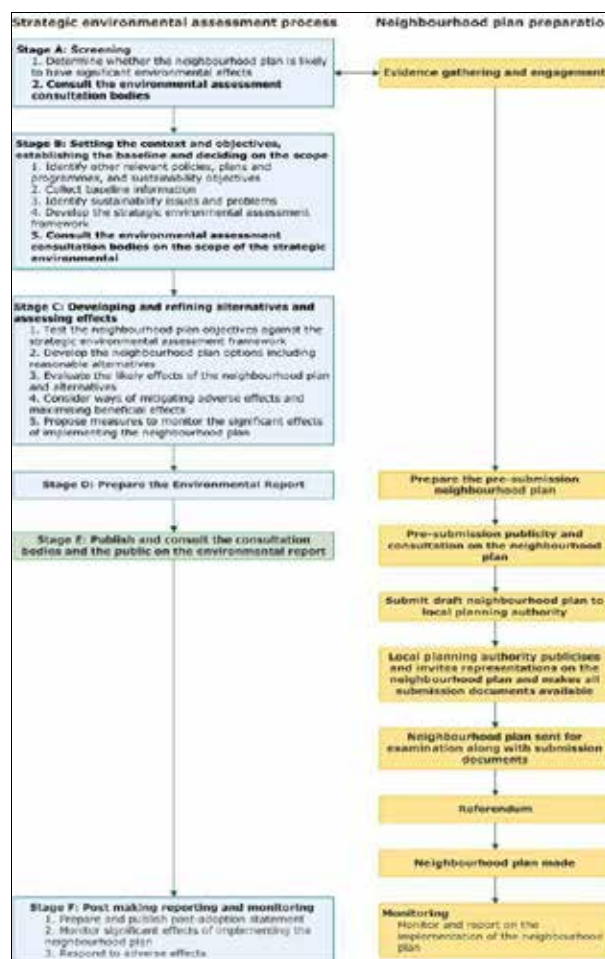 Strategic environmental assessment process
Stage A: Screening
1. Determine whether the neighbourhood plan is likely
to have significant environmental effects
2. Consult the environmental assessment
consultation bodies
Stage B: Setting the context and objectives,
establishing the baseline and deciding on the scope
1. Identify other relevant policies, plans and
programmes, and sustainability objectives
2. Collect baseline information
3. Identify sustainability issues and problems
4. Develop the strategic environmental assessment
framework
5. Consult the environmental assessment
consultation bodies on the scope of the strategic
environmental
Stage C: Developing and refining alternatives and
assessing effects
1. Test the neighbourhood plan objectives against the
strategic environmental assessment framework
2. Develop the neighbourhood plan options including
reasonable alternatives
3. Evaluate the likely effects of the neighbourhood plan
and alternatives
4. Consider ways of mitigating adverse effects and
maximising beneficial effects
5. Propose measures to monitor the significant effects
of implementing the neighbourhood plan
Stage D: Prepare the Environmental Report
Stage E: Publish and consult the consultation
bodies and the public on the environmental report
Stage F: Post making reporting and monitoring
1. Prepare and publish post-adoption statement
2. Monitor significant effects of implementing the
neighbourhood plan
3. Respond to adverse effects
Neighbourhood plan preparatio
Evidence gathering and engagement
Prepare the pre-submission
neighbourhood plan
Pre-submission publicity and
consultation on the neighbourhood
plan
Submit draft neighbourhood plan to
local planning authority
Local planning authority publicises
and invites representations on the
neighbourhood plan and makes all
submission documents available
Neighbourhood plan sent for
examination along with submission
documents
Referendum
Neighbourhood plan made
Monitoring
Monitor and report on the
implementation of the neighbourhood
plan